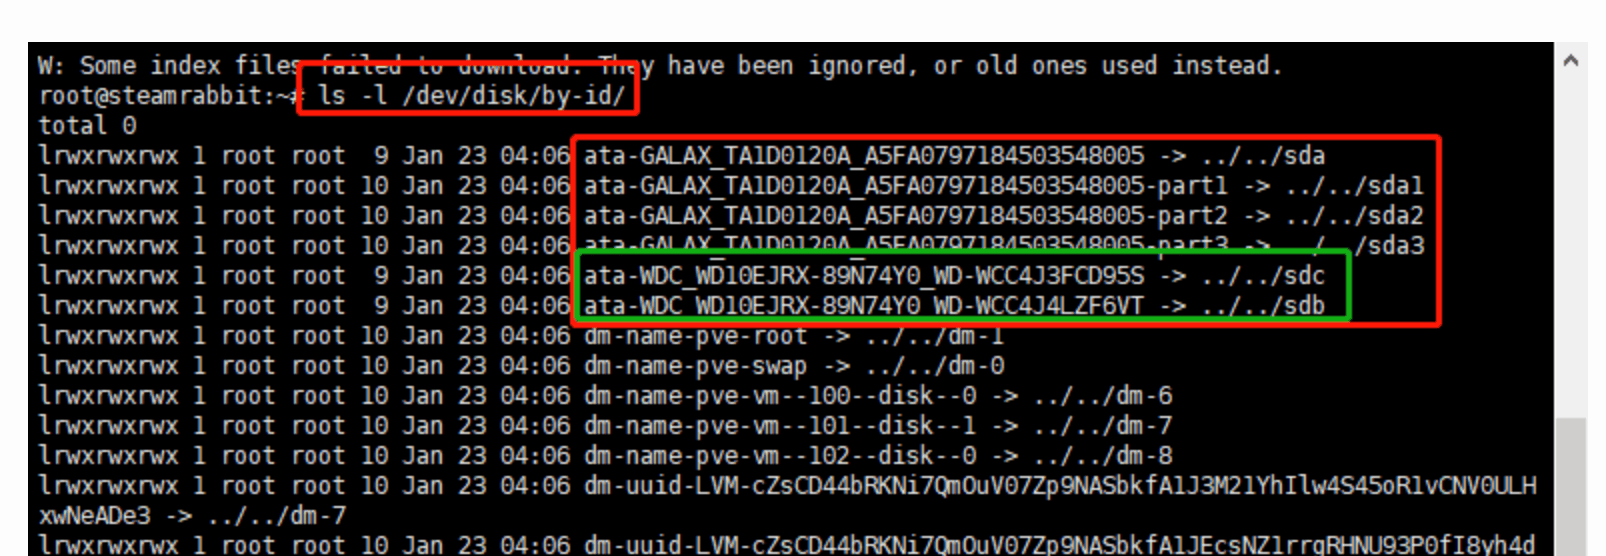 W: Some index files failed to download. They have been ignored, or old ones used instead.
root@steamrabbit:~# ls -l /dev/disk/by-id/
total 0
lrwxrwxrwx 1 root root  9 Jan 23 04:06 ata-GALAX_TA1D0120A_A5FA0797184503548005 -> ../../sda
lrwxrwxrwx 1 root root 10 Jan 23 04:06 ata-GALAX_TA1D0120A_A5FA0797184503548005-part1 -> ../../sda1
lrwxrwxrwx 1 root root 10 Jan 23 04:06 ata-GALAX_TA1D0120A_A5FA0797184503548005-part2 -> ../../sda2
lrwxrwxrwx 1 root root 10 Jan 23 04:06 ata-GALAX_TA1D0120A_A5FA0797184503548005-part3 -> ../../sda3
lrwxrwxrwx 1 root root  9 Jan 23 04:06 ata-WDC_WD10EJRX-89N74Y0_WD-WCC4J3FCD95S -> ../../sdc
lrwxrwxrwx 1 root root  9 Jan 23 04:06 ata-WDC_WD10EJRX-89N74Y0_WD-WCC4J4LZF6VT -> ../../sdb
lrwxrwxrwx 1 root root 10 Jan 23 04:06 dm-name-pve-root -> ../../dm-1
lrwxrwxrwx 1 root root 10 Jan 23 04:06 dm-name-pve-swap -> ../../dm-0
lrwxrwxrwx 1 root root 10 Jan 23 04:06 dm-name-pve-vm--100--disk--0 -> ../../dm-6
lrwxrwxrwx 1 root root 10 Jan 23 04:06 dm-name-pve-vm--101--disk--1 -> ../../dm-7
lrwxrwxrwx 1 root root 10 Jan 23 04:06 dm-name-pve-vm--102--disk--0 -> ../../dm-8
lrwxrwxrwx 1 root root 10 Jan 23 04:06 dm-uuid-LVM-cZsCD44bRKNi7QmOuV07Zp9NASbkfA1J3M21YhIlw4S45oR1vCNV0ULH
xwNeADe3 -> ../../dm-7
lrwxrwxrwx 1 root root 10 Jan 23 04:06 dm-uuid-LVM-cZsCD44bRKNi7QmOuV07Zp9NASbkfA1JEcsNZ1rrqRHNU93P0fI8yh4d